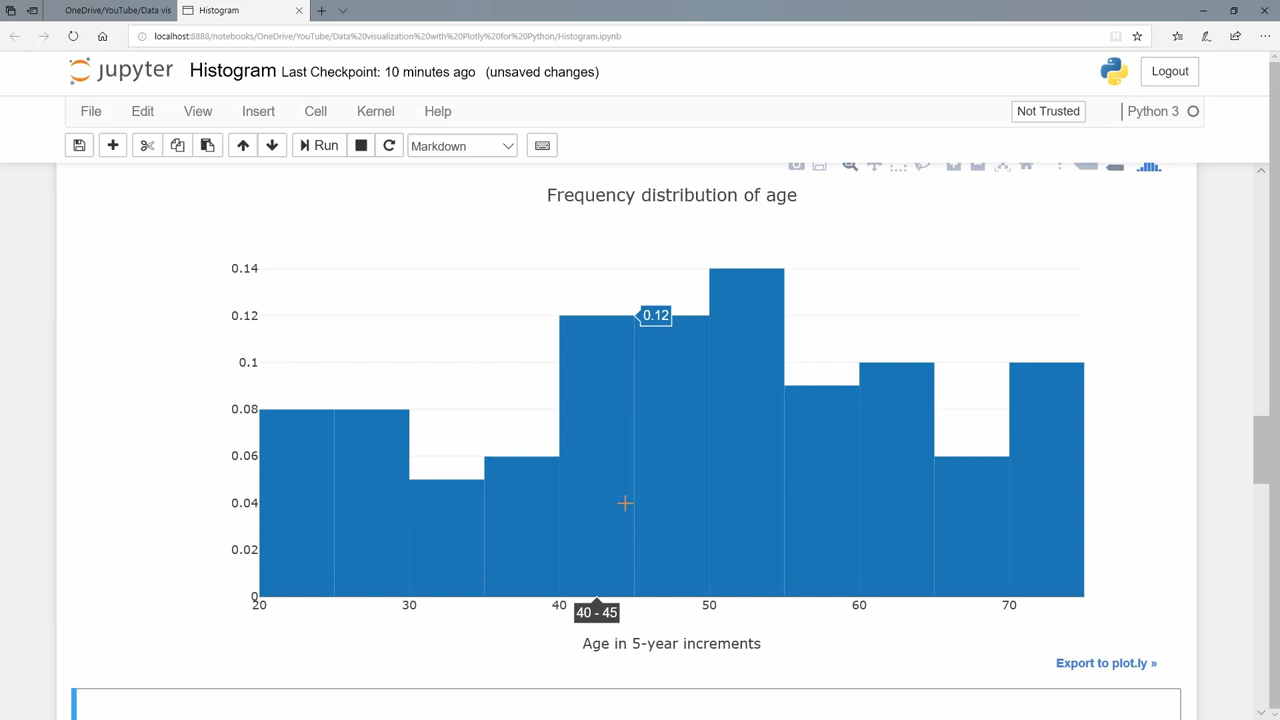 OneDrive/YouTube/Data vis
Histogram
localhost:8888/notebooks/OneDrive/YouTube/Data%20visualization%20with%20Plotly%20for%20Python/Histogram.ipynb
jupyter Histogram Last Checkpoint: 10 minutes ago (unsaved changes) Logout
File Edit View Insert Cell Kernel Help Not Trusted Python 3
Run Markdown
Frequency distribution of age
0.14
0.12 0.12
0.1
0.08
0.06
0.04
0.02
0
20 30 40 50 60 70
40 - 45
Age in 5-year increments
Export to plot.ly »